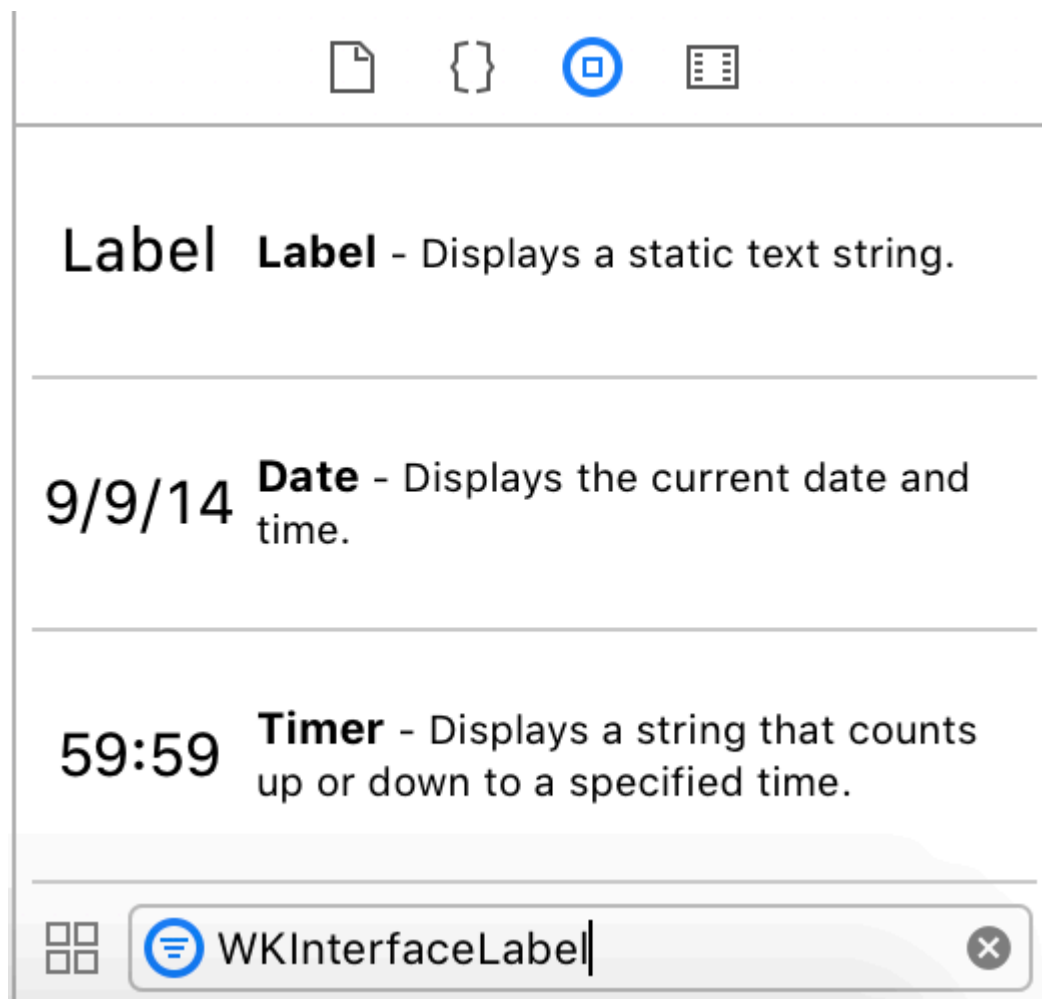 Label Label - Displays a static text string.
9/9/14 Date - Displays the current date and
time.
59:59 Timer - Displays a string that counts
up or down to a specified time.
WKInterfaceLabel